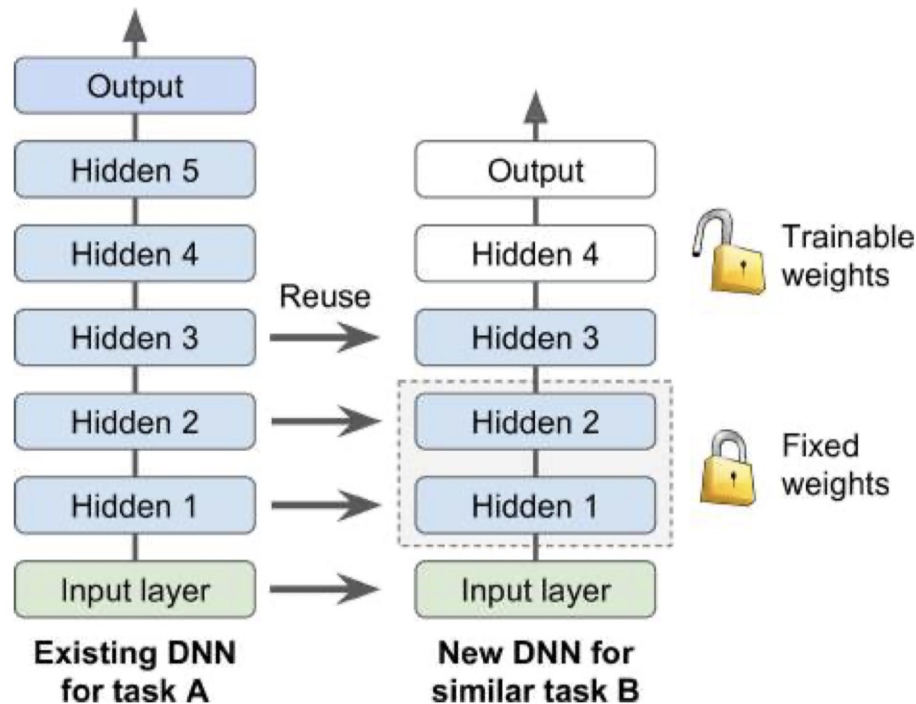 Output
Hidden 5
Hidden 4
Hidden 3
Hidden 2
Hidden 1
Input layer
Existing DNN
for task A
Reuse
Output
Hidden 4
Hidden 3
Hidden 2
Hidden 1
Input layer
New DNN for
similar task B
Trainable
weights
Fixed
weights